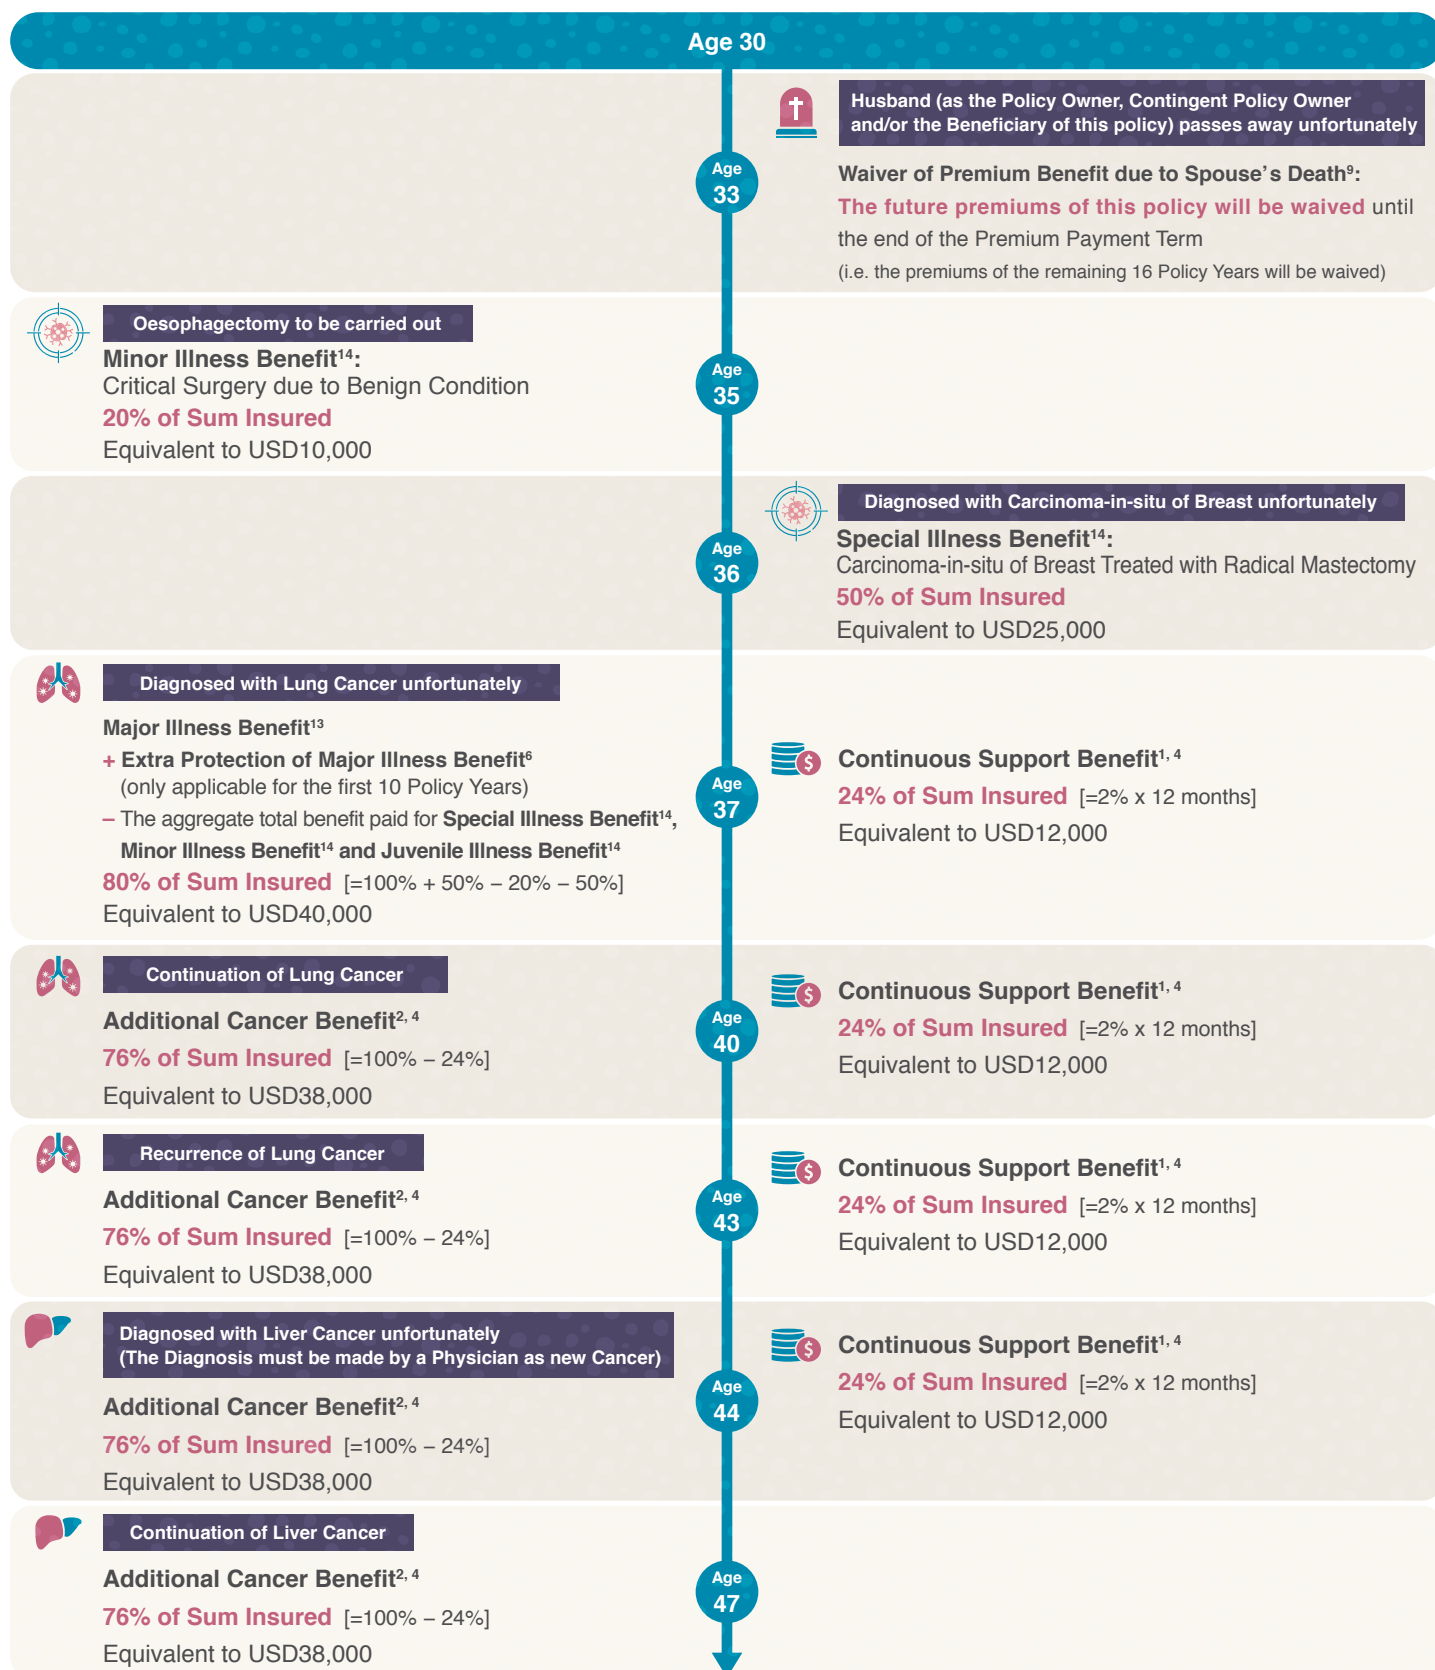 Age 30
Age
33
Husband (as the Policy Owner, Contingent Policy Owner
and/or the Beneficiary of this policy) passes away unfortunately
Waiver of Premium Benefit due to Spouse’s Death⁹:
The future premiums of this policy will be waived until
the end of the Premium Payment Term
(i.e. the premiums of the remaining 16 Policy Years will be waived)
Oesophagectomy to be carried out
Minor Illness Benefit¹⁴:
Critical Surgery due to Benign Condition
20% of Sum Insured
Equivalent to USD10,000
Age
35
Age
36
Diagnosed with Carcinoma-in-situ of Breast unfortunately
Special Illness Benefit¹⁴:
Carcinoma-in-situ of Breast Treated with Radical Mastectomy
50% of Sum Insured
Equivalent to USD25,000
Diagnosed with Lung Cancer unfortunately
Major Illness Benefit¹³
+ Extra Protection of Major Illness Benefit⁶
(only applicable for the first 10 Policy Years)
– The aggregate total benefit paid for Special Illness Benefit¹⁴,
Minor Illness Benefit¹⁴ and Juvenile Illness Benefit¹⁴
80% of Sum Insured [=100% + 50% – 20% – 50%]
Equivalent to USD40,000
Age
37
Continuous Support Benefit¹,⁴
24% of Sum Insured [=2% x 12 months]
Equivalent to USD12,000
Continuation of Lung Cancer
Additional Cancer Benefit²,⁴
76% of Sum Insured [=100% – 24%]
Equivalent to USD38,000
Age
40
Continuous Support Benefit¹,⁴
24% of Sum Insured [=2% x 12 months]
Equivalent to USD12,000
Recurrence of Lung Cancer
Additional Cancer Benefit²,⁴
76% of Sum Insured [=100% – 24%]
Equivalent to USD38,000
Age
43
Continuous Support Benefit¹,⁴
24% of Sum Insured [=2% x 12 months]
Equivalent to USD12,000
Diagnosed with Liver Cancer unfortunately
(The Diagnosis must be made by a Physician as new Cancer)
Additional Cancer Benefit²,⁴
76% of Sum Insured [=100% – 24%]
Equivalent to USD38,000
Age
44
Continuous Support Benefit¹,⁴
24% of Sum Insured [=2% x 12 months]
Equivalent to USD12,000
Continuation of Liver Cancer
Additional Cancer Benefit²,⁴
76% of Sum Insured [=100% – 24%]
Equivalent to USD38,000
Age
47